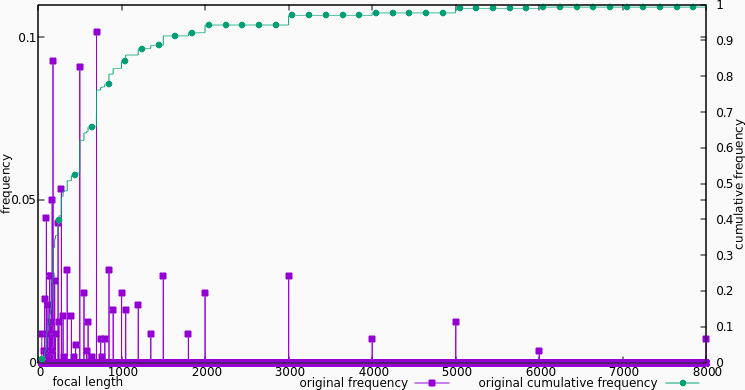 0.1
0.05
0
frequency
1
0.9
0.8
0.7
0.6
0.5
0.4
0.3
0.2
0.1
0
cumulative frequency
0 1000 2000 3000 4000 5000 6000 7000 8000
focal length
original frequency
original cumulative frequency